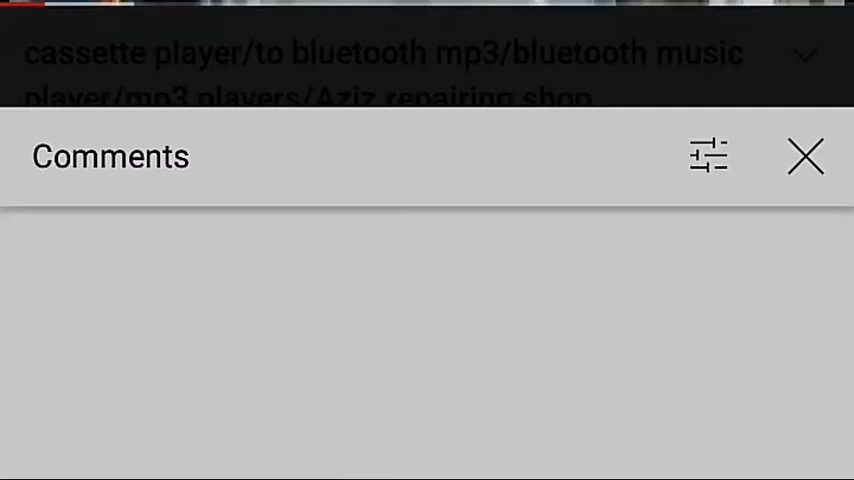 cassette player/to bluetooth mp3/bluetooth music
player/mp3 players/Aziz repairing shop
Comments